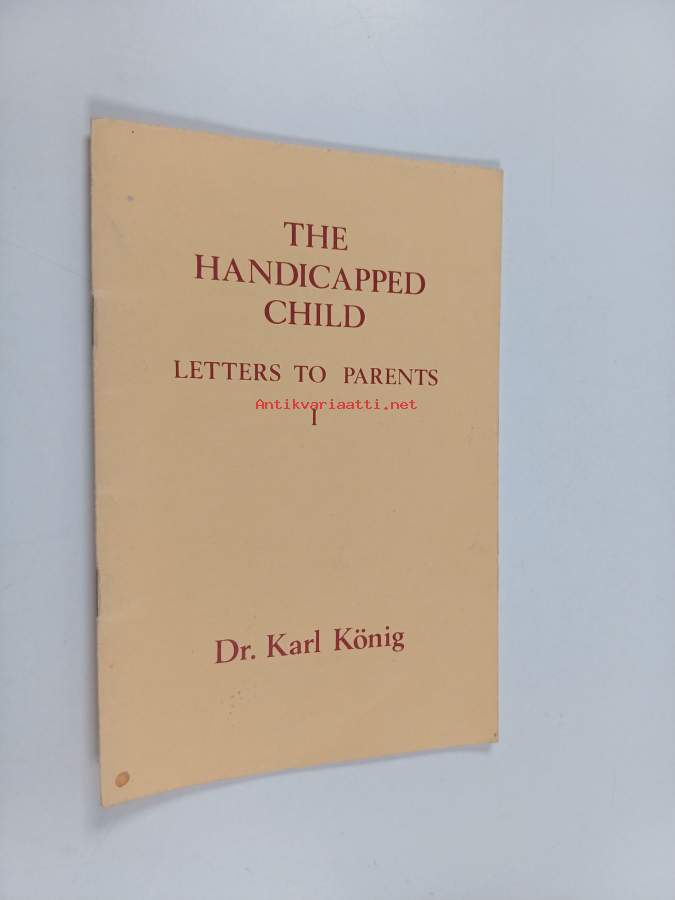 THE
HANDICAPPED
CHILD
LETTERS TO PARENTS
Antikvariaatti.net
I
Dr. Karl König